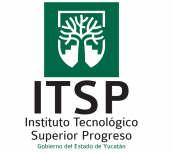 ITSP
Instituto Tecnológico
Superior Progreso
Gobierno del Estado de Yucatán